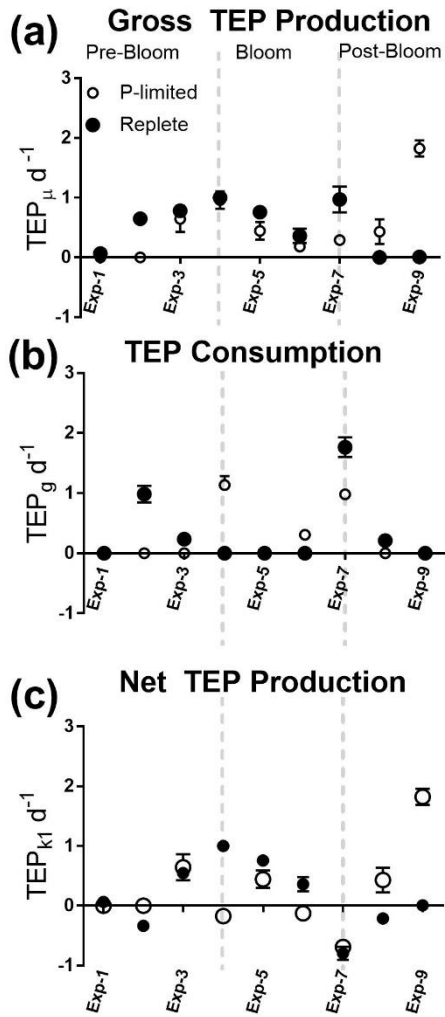 (a) Gross TEP Production
Pre-Bloom Bloom Post-Bloom
P-limited
Replete
TEPμ d⁻¹
3
2
1
0
-1
Exp-1 Exp-3 Exp-5 Exp-7 Exp-9
(b) TEP Consumption
TEPg d⁻¹
3
2
1
0
-1
Exp-1 Exp-3 Exp-5 Exp-7 Exp-9
(c) Net TEP Production
TEPk1 d⁻¹
3
2
1
0
-1
Exp-1 Exp-3 Exp-5 Exp-7 Exp-9